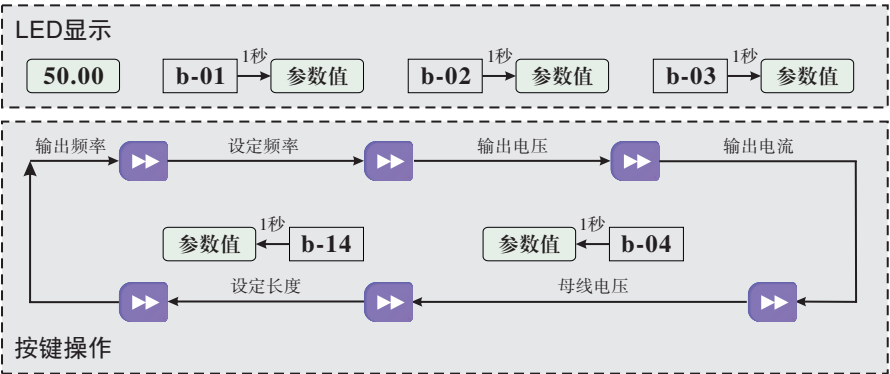 LED显示
1秒 1秒 1秒
50.00 b-01 参数值 b-02 参数值 b-03 参数值
输出频率 设定频率 输出电压 输出电流
1秒 1秒
参数值 b-14 参数值 b-04
设定长度 母线电压
按键操作